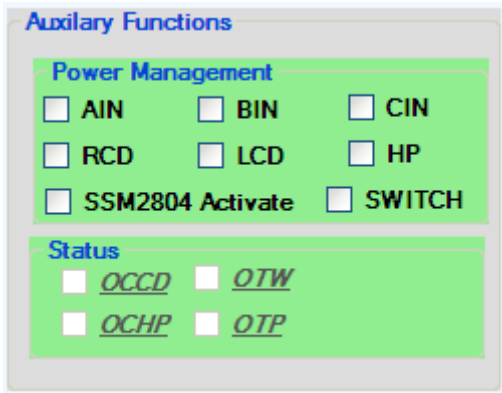 Auxilary Functions
Power Management
AIN BIN CIN
RCD LCD HP
SSM2804 Activate SWITCH
Status
OCCD OTW
OCHP OTP